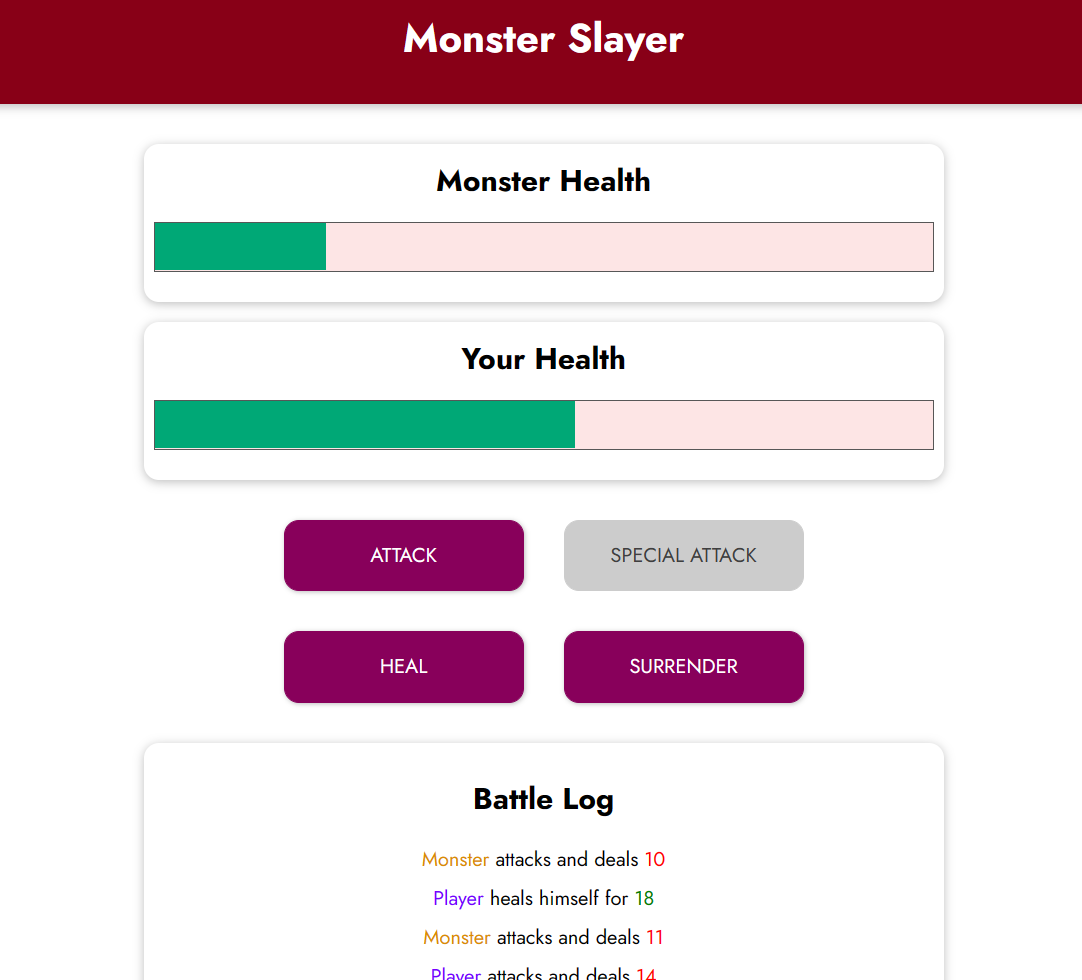 Monster Slayer
Monster Health
Your Health
ATTACK
SPECIAL ATTACK
HEAL
SURRENDER
Battle Log
Monster attacks and deals 10
Player heals himself for 18
Monster attacks and deals 11
Player attacks and deals 14